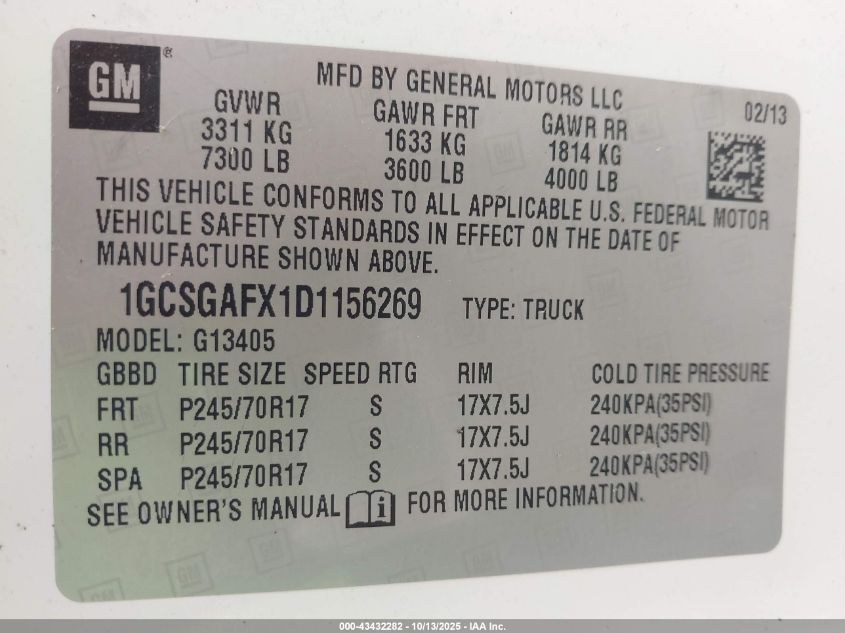 GM ®
MFD BY GENERAL MOTORS LLC
02/13
GVWR GAWR FRT GAWR RR
3311 KG 1633 KG 1814 KG
7300 LB 3600 LB 4000 LB
THIS VEHICLE CONFORMS TO ALL APPLICABLE U.S. FEDERAL MOTOR
VEHICLE SAFETY STANDARDS IN EFFECT ON THE DATE OF
MANUFACTURE SHOWN ABOVE.
1GCSGAFX1D1156269 TYPE: TRUCK
MODEL: G13405
GBBD TIRE SIZE SPEED RTG RIM COLD TIRE PRESSURE
FRT P245/70R17 S 17X7.5J 240KPA(35PSI)
RR P245/70R17 S 17X7.5J 240KPA(35PSI)
SPA P245/70R17 S 17X7.5J 240KPA(35PSI)
SEE OWNER'S MANUAL i FOR MORE INFORMATION.
000-43432282 - 10/13/2025 - IAA Inc.